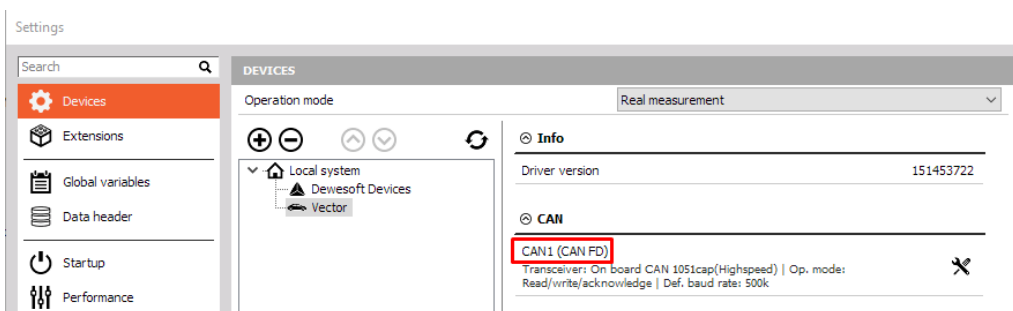 Settings
Search
DEVICES
Devices
Operation mode
Real measurement
Extensions
Info
Local system
Driver version
151453722
Global variables
Dewesoft Devices
Vector
Data header
CAN
CAN1 (CAN FD)
Startup
Transceiver: On board CAN 1051cap(Highspeed) | Op. mode:
Read/write/acknowledge | Def. baud rate: 500k
Performance